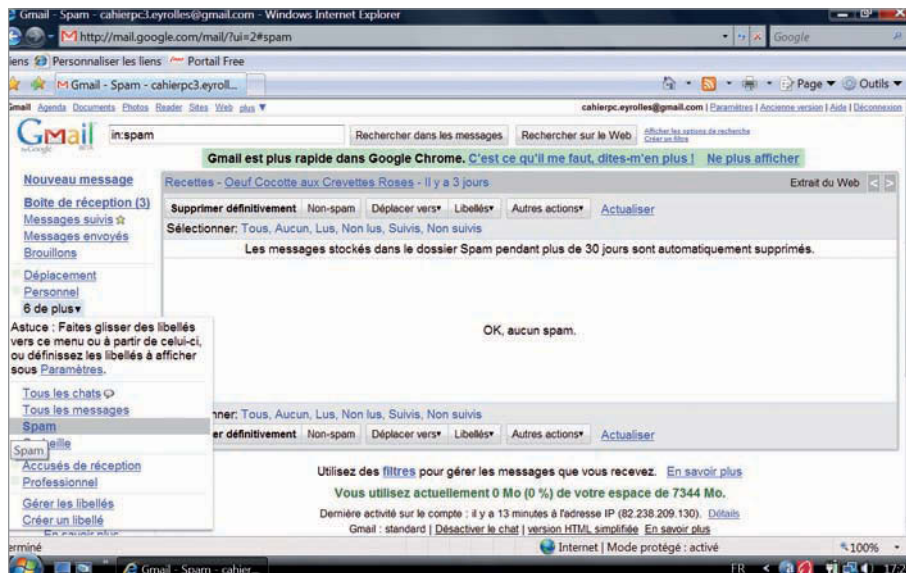 Gmail - Spam - cahierpc3.eyrolles@gmail.com - Windows Internet Explorer
http://mail.google.com/mail/?ui=2#spam
Google
iens Personnaliser les liens Portail Free
Gmail - Spam - cahierpc3.eyroll...
Page Outils
Gmail Agenda Documents Photos Reader Sites Web plus
cahierpc.eyrolles@gmail.com | Paramètres | Ancienne version | Aide | Déconnexion
Gmail
by Google BETA
in:spam
Rechercher dans les messages
Rechercher sur le Web
Afficher les options de recherche
Créer un filtre
Gmail est plus rapide dans Google Chrome. C'est ce qu'il me faut, dites-m'en plus ! Ne plus afficher
Nouveau message
Boîte de réception (3)
Messages suivis
Messages envoyés
Brouillons
Déplacement
Personnel
6 de plus
Recettes - Oeuf Cocotte aux Crevettes Roses - Il y a 3 jours
Extrait du Web < >
Supprimer définitivement Non-spam Déplacer vers Libellés Autres actions Actualiser
Sélectionner: Tous, Aucun, Lus, Non lus, Suivis, Non suivis
Les messages stockés dans le dossier Spam pendant plus de 30 jours sont automatiquement supprimés.
OK, aucun spam.
Astuce : Faites glisser des libellés
vers ce menu ou à partir de celui-ci,
ou définissez les libellés à afficher
sous Paramètres.
Tous les chats
Tous les messages
Spam
eille
Spam
Accusés de réception
Professionnel
Gérer les libellés
Créer un libellé
En savoir plus
nner: Tous, Aucun, Lus, Non lus, Suivis, Non suivis
er définitivement Non-spam Déplacer vers Libellés Autres actions Actualiser
Utilisez des filtres pour gérer les messages que vous recevez. En savoir plus
Vous utilisez actuellement 0 Mo (0 %) de votre espace de 7344 Mo.
Dernière activité sur le compte : il y a 13 minutes à l'adresse IP (82.238.209.130). Détails
Gmail : standard | Désactiver le chat | version HTML simplifiée En savoir plus
erminé
Internet | Mode protégé : activé
100%
Gmail - Spam - cahier...
FR
17:2